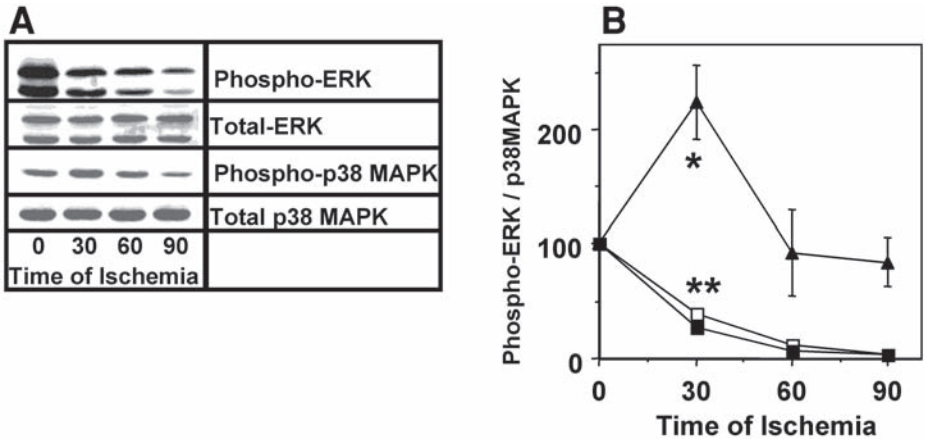 A
Phospho-ERK
Total-ERK
Phospho-p38 MAPK
Total p38 MAPK
0 30 60 90
Time of Ischemia
B
Phospho-ERK / p38MAPK
200
100
0
*
**
0 30 60 90
Time of Ischemia